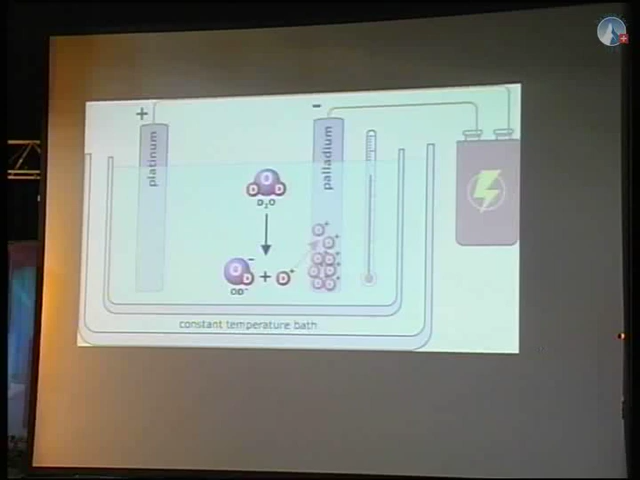 +
-
platinum
palladium
O
D D
D₂O
O
D
-
OD⁻
+
D⁺
D⁺
D⁺
D⁺
D⁺
D⁺
constant temperature bath